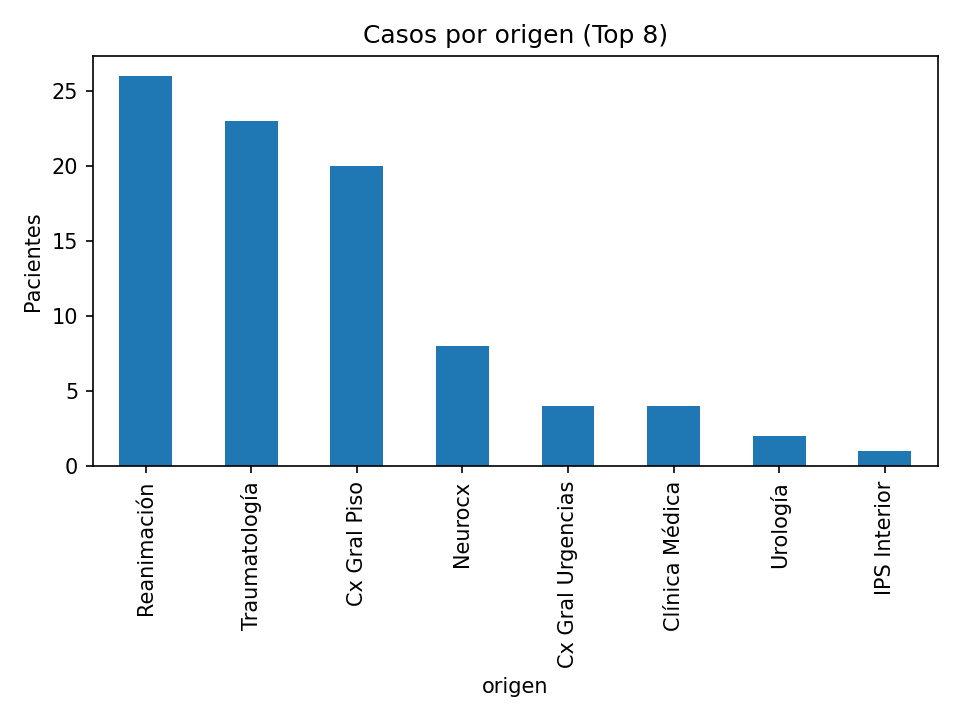 Casos por origen (Top 8)
Pacientes
25
20
15
10
5
0
Reanimación
Traumatología
Cx Gral Piso
Neurocx
Cx Gral Urgencias
Clínica Médica
Urología
IPS Interior
origen